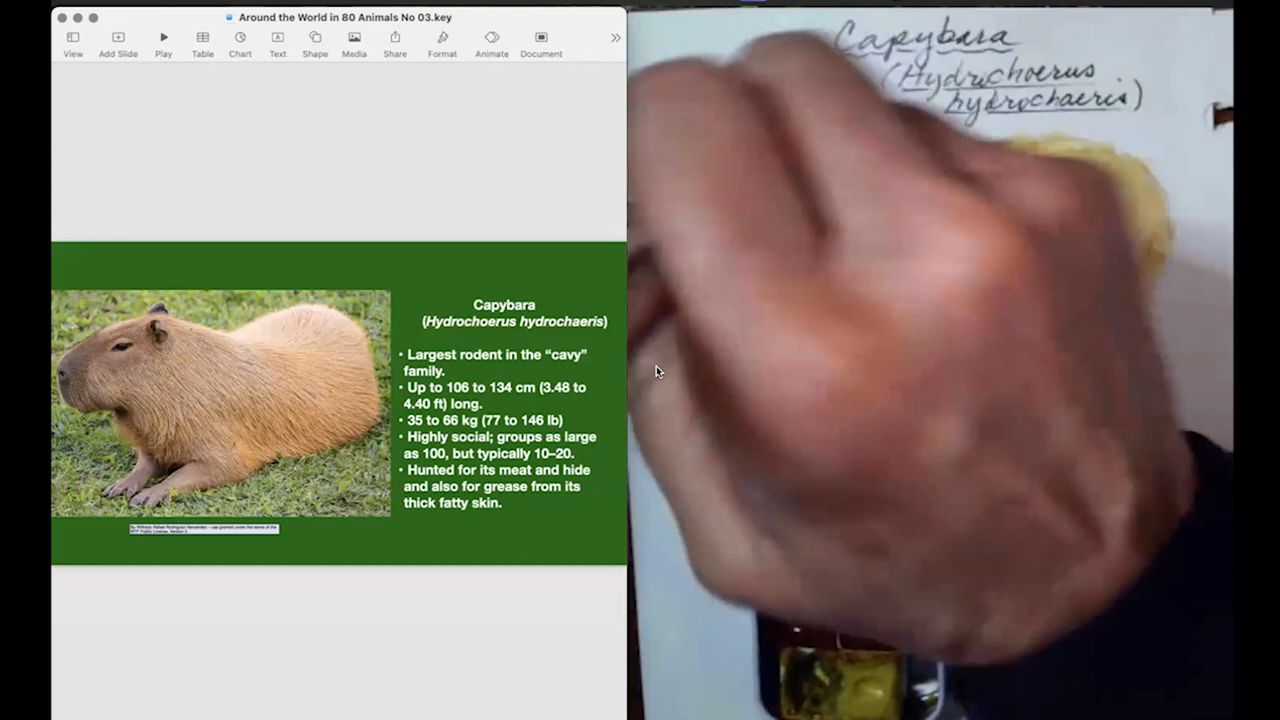 Around the World in 80 Animals No 03.key
View
Add Slide
Play
Table
Chart
Text
Shape
Media
Share
Format
Animate
Document
Capybara
(Hydrochoerus hydrochaeris)
• Largest rodent in the “cavy”
family.
• Up to 106 to 134 cm (3.48 to
4.40 ft) long.
• 35 to 66 kg (77 to 146 lb)
• Highly social; groups as large
as 100, but typically 10–20.
• Hunted for its meat and hide
and also for grease from its
thick fatty skin.
Capybara
(Hydrochoerus
hydrochaeris)